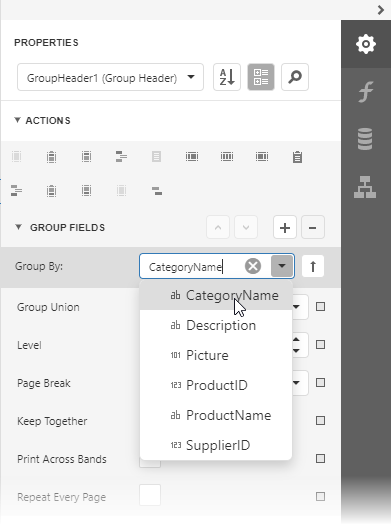 PROPERTIES
GroupHeader1 (Group Header)
A Z
ACTIONS
GROUP FIELDS
Group By:
CategoryName
ab CategoryName
Group Union
ab Description
Level
101 Picture
Page Break
123 ProductID
Keep Together
ab ProductName
Print Across Bands
123 SupplierID
Repeat Every Page